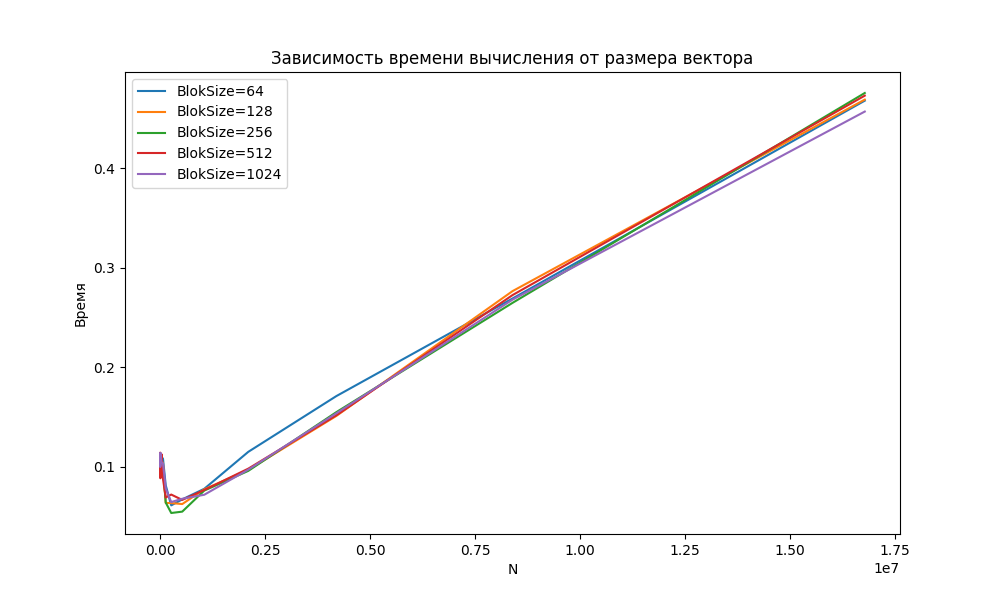 Зависимость времени вычисления от размера вектора
BlokSize=64
BlokSize=128
BlokSize=256
BlokSize=512
BlokSize=1024
Время
0.4
0.3
0.2
0.1
0.00 0.25 0.50 0.75 1.00 1.25 1.50 1.75
1e7
N